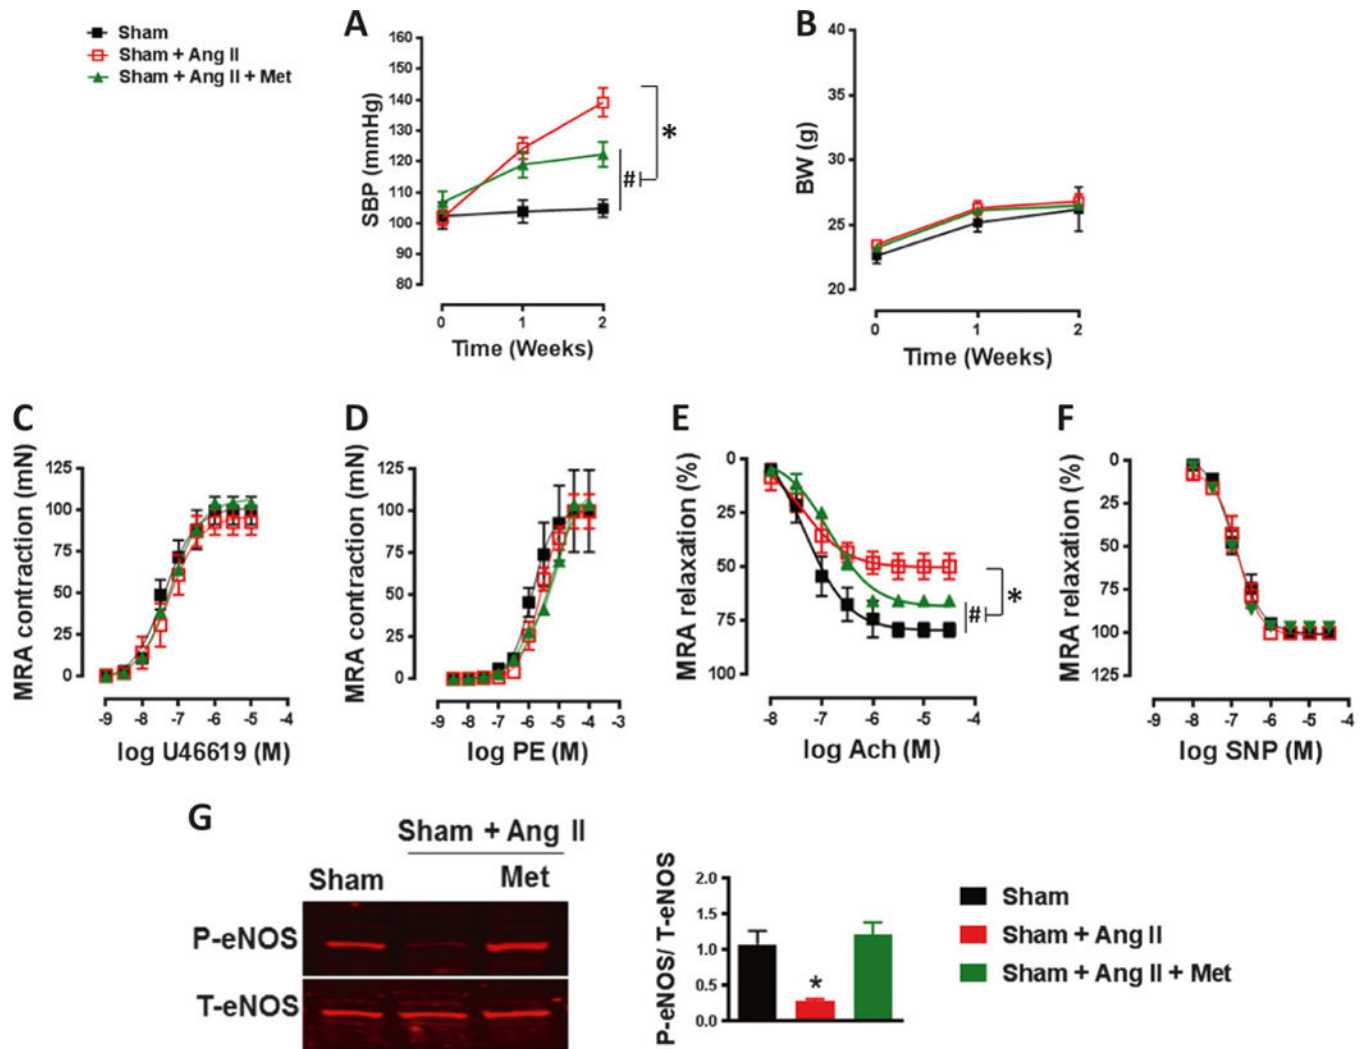 Sham
Sham + Ang II
Sham + Ang II + Met
A
160
150
140
130
120
110
100
90
80
SBP (mmHg)
*
#
0 1 2
Time (Weeks)
B
40
35
30
25
20
BW (g)
0 1 2
Time (Weeks)
C
125
100
75
50
25
0
MRA contraction (mN)
-9 -8 -7 -6 -5 -4
log U46619 (M)
D
125
100
75
50
25
0
MRA contraction (mN)
-9 -8 -7 -6 -5 -4 -3
log PE (M)
E
0
25
50
75
100
MRA relaxation (%)
*
#
-8 -7 -6 -5 -4
log Ach (M)
F
0
25
50
75
100
125
MRA relaxation (%)
-9 -8 -7 -6 -5 -4
log SNP (M)
G
Sham + Ang II
Sham Met
P-eNOS
T-eNOS
2.0
1.5
1.0
0.5
0.0
P-eNOS/ T-eNOS
*
Sham
Sham + Ang II
Sham + Ang II + Met